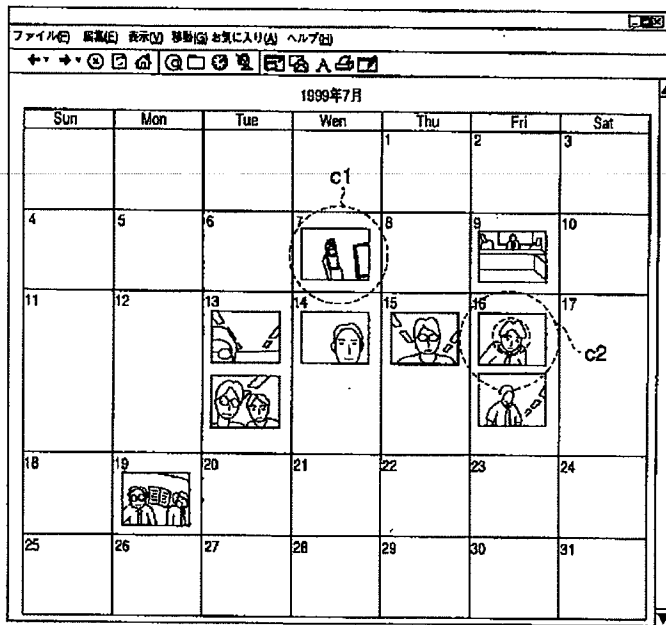 ファイル(F) 編集(E) 表示(V) 移動(G) お気に入り(A) ヘルプ(H)
1999年7月
Sun Mon Tue Wen Thu Fri Sat
1 2 3
c1
4 5 6 7 8 9 10
11 12 13 14 15 16 17
c2
18 19 20 21 22 23 24
25 26 27 28 29 30 31